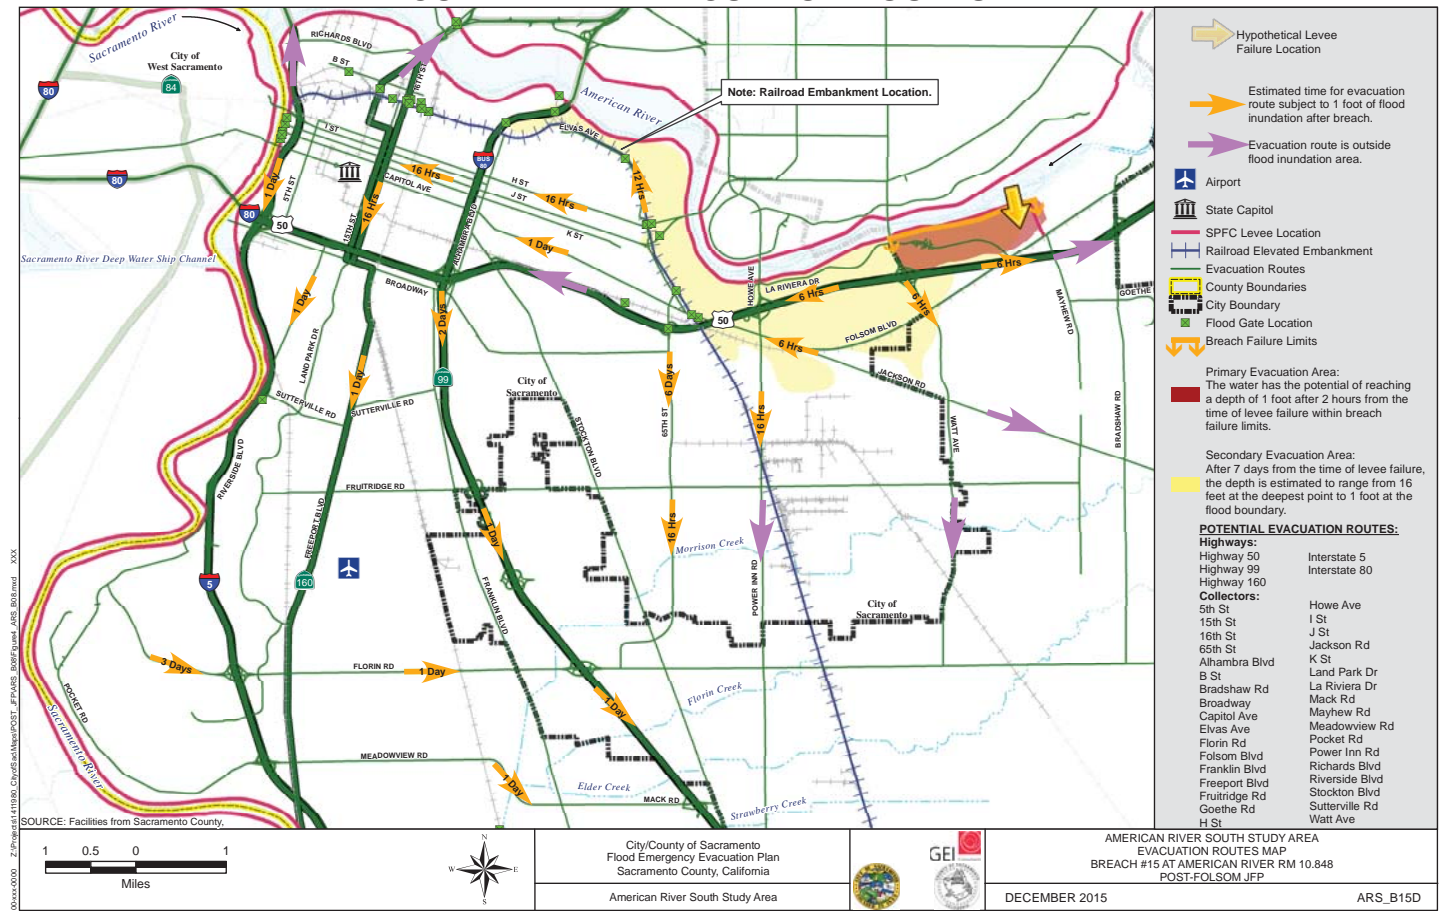 Sacramento River
City of
West Sacramento
84
80
80
80
RICHARDS BLVD
B ST
16TH ST
I ST
American River
ELVAS AVE
Note: Railroad Embankment Location.
BUS
80
5TH ST
1 Day
16 Hrs
CAPITOL AVE
H ST
J ST
16 Hrs
12 Hrs
15TH ST
16 Hrs
K ST
1 Day
ALHAMBRA BLVD
50
Sacramento River Deep Water Ship Channel
BROADWAY
1 Day
2 Days
HOWE AVE
LA RIVIERA DR
6 Hrs
6 Hrs
6 Hrs
50
FOLSOM BLVD
6 Hrs
MAYHEW RD
GOETHE
LAND PARK DR
1 Day
99
SUTTERVILLE RD
SUTTERVILLE RD
City of
Sacramento
6 Days
65TH ST
16 Hrs
JACKSON RD
WATT AVE
BRADSHAW RD
STOCKTON BLVD
RIVERSIDE BLVD
FRUITRIDGE RD
FREEPORT BLVD
1 Day
16 Hrs
Morrison Creek
5
160
FRANKLIN BLVD
POWER INN RD
City of
Sacramento
3 Days
FLORIN RD
1 Day
POCKET RD
Sacramento River
1 Day
Florin Creek
MEADOWVIEW RD
1 Day
Elder Creek
MACK RD
Strawberry Creek
SOURCE: Facilities from Sacramento County,
Hypothetical Levee
Failure Location
Estimated time for evacuation
route subject to 1 foot of flood
inundation after breach.
Evacuation route is outside
flood inundation area.
Airport
State Capitol
SPFC Levee Location
Railroad Elevated Embankment
Evacuation Routes
County Boundaries
City Boundary
Flood Gate Location
Breach Failure Limits
Primary Evacuation Area:
The water has the potential of reaching
a depth of 1 foot after 2 hours from the
time of levee failure within breach
failure limits.
Secondary Evacuation Area:
After 7 days from the time of levee failure,
the depth is estimated to range from 16
feet at the deepest point to 1 foot at the
flood boundary.
POTENTIAL EVACUATION ROUTES:
Highways:
Highway 50
Highway 99
Highway 160
Interstate 5
Interstate 80
Collectors:
5th St
15th St
16th St
65th St
Alhambra Blvd
B St
Bradshaw Rd
Broadway
Capitol Ave
Elvas Ave
Florin Rd
Folsom Blvd
Franklin Blvd
Freeport Blvd
Fruitridge Rd
Goethe Rd
H St
Howe Ave
I St
J St
Jackson Rd
K St
Land Park Dr
La Riviera Dr
Mack Rd
Mayhew Rd
Meadowview Rd
Pocket Rd
Power Inn Rd
Richards Blvd
Riverside Blvd
Stockton Blvd
Sutterville Rd
Watt Ave
1 0.5 0 1
Miles
N
W E
S
City/County of Sacramento
Flood Emergency Evacuation Plan
Sacramento County, California
American River South Study Area
GEI
AMERICAN RIVER SOUTH STUDY AREA
EVACUATION ROUTES MAP
BREACH #15 AT AMERICAN RIVER RM 10.848
POST-FOLSOM JFP
DECEMBER 2015
ARS_B15D